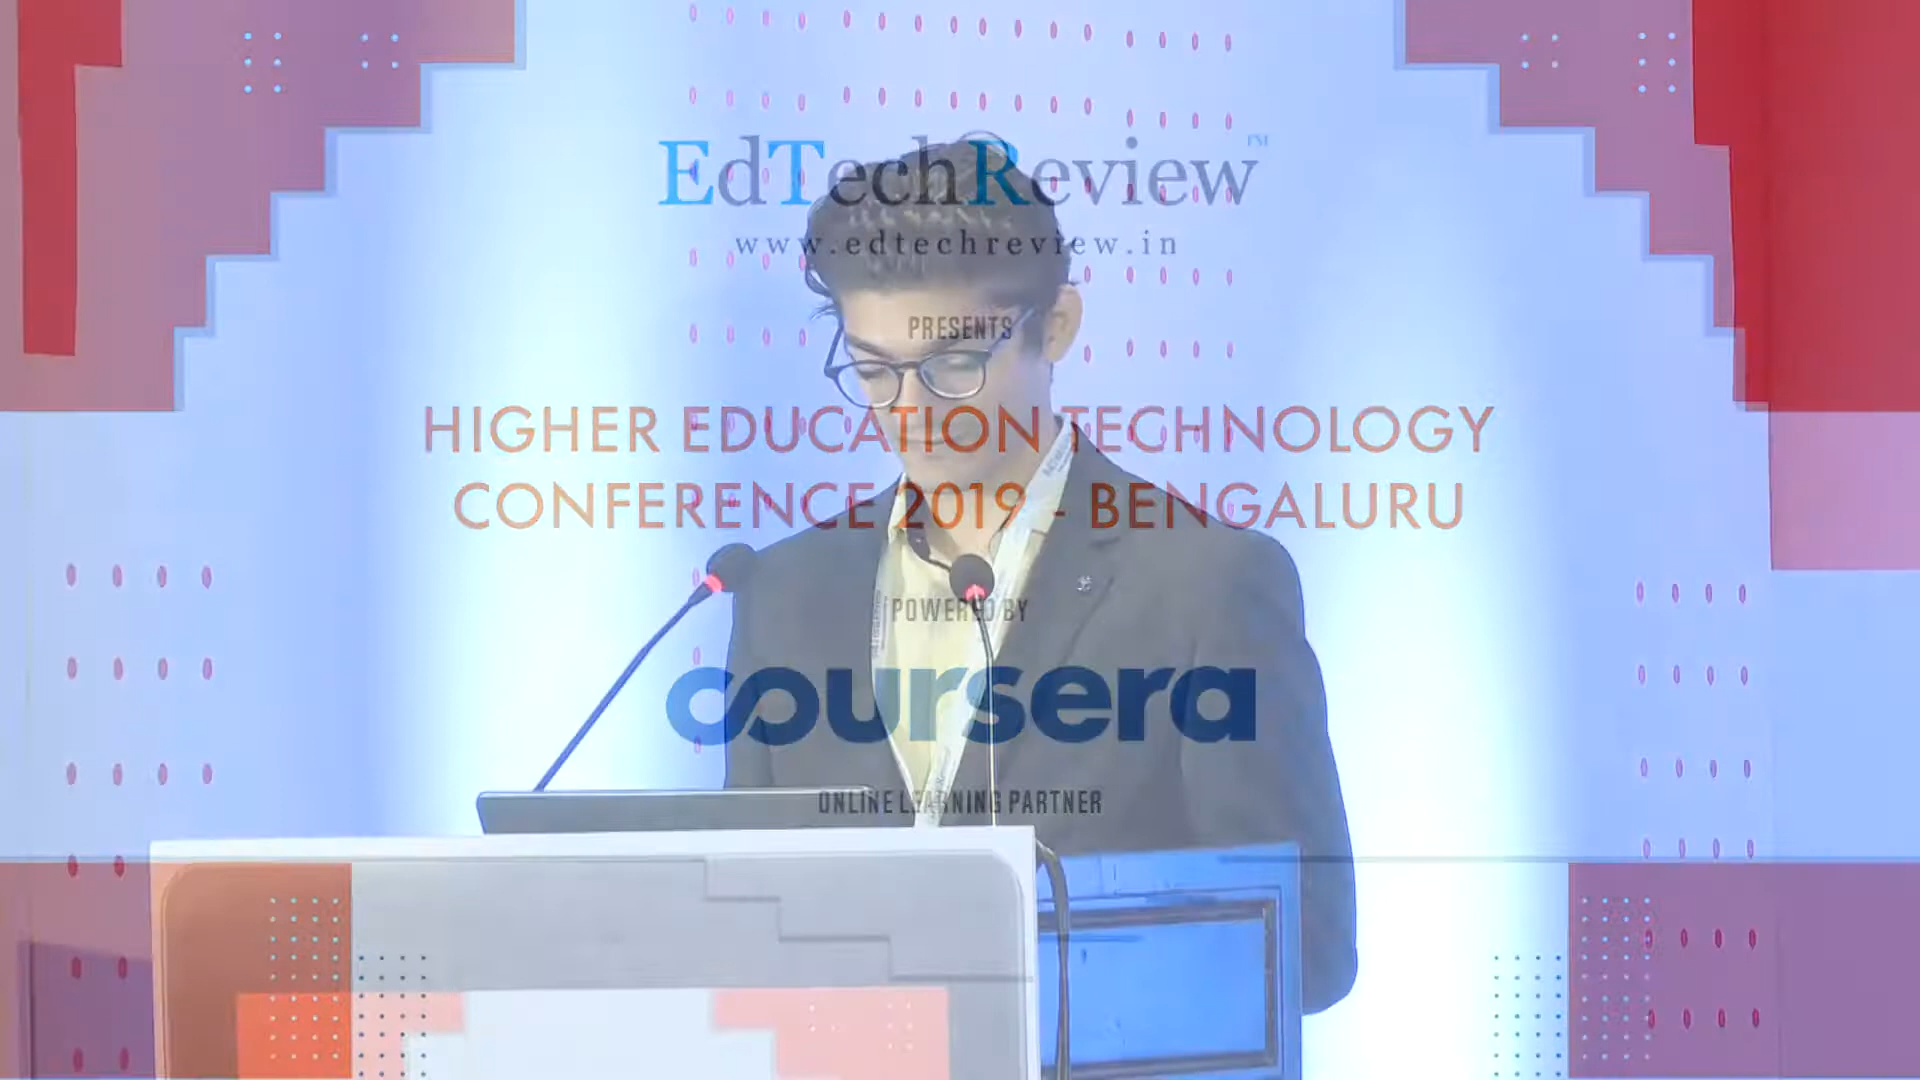 EdTechReview™
www.edtechreview.in
PRESENTS
HIGHER EDUCATION TECHNOLOGY
CONFERENCE 2019 - BENGALURU
POWERED BY
coursera
ONLINE LEARNING PARTNER